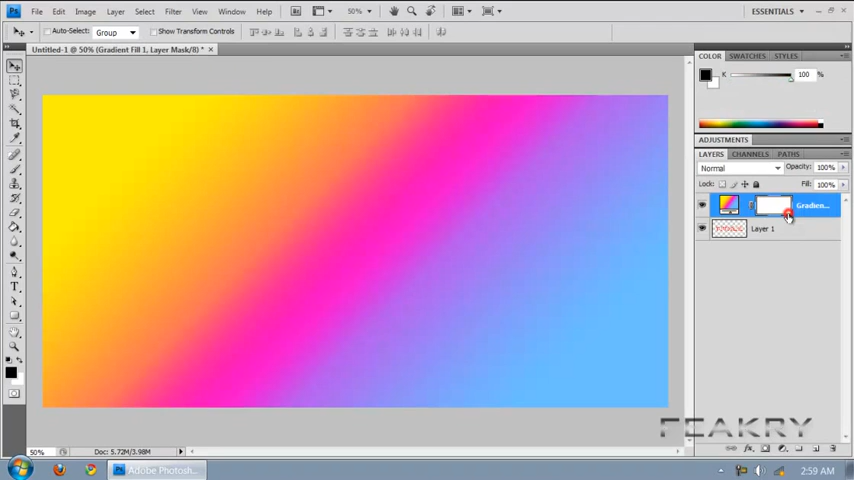 Ps File Edit Image Layer Select Filter View Window Help 50% ESSENTIALS
Auto-Select: Group Show Transform Controls
Untitled-1 @ 50% (Gradient Fill 1, Layer Mask/8) * ×
COLOR SWATCHES STYLES
K 100 %
ADJUSTMENTS
LAYERS CHANNELS PATHS
Normal Opacity: 100%
Lock: Fill: 100%
Gradien...
Layer 1
FEAKRY
50% Doc: 5.72M/3.98M
Ps Adobe Photosh... 2:59 AM